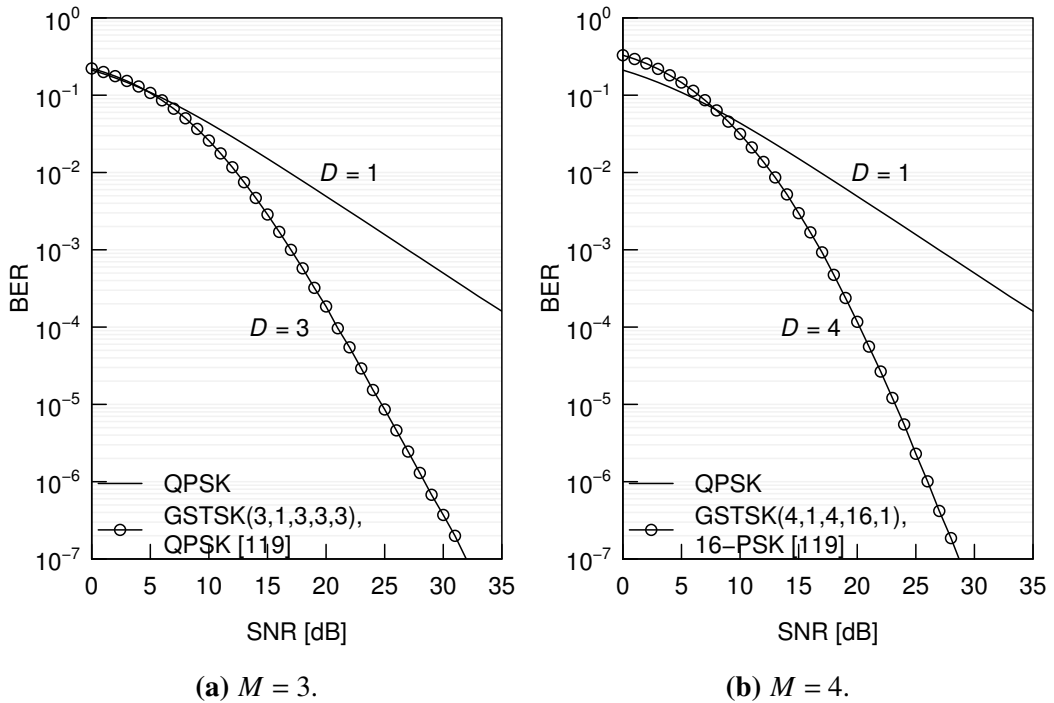 10^0
10^−1
10^−2
10^−3
10^−4
10^−5
10^−6
10^−7
BER
0 5 10 15 20 25 30 35
SNR [dB]
D = 1
D = 3
QPSK
GSTSK(3,1,3,3,3),
QPSK [119]
(a) M = 3.
10^0
10^−1
10^−2
10^−3
10^−4
10^−5
10^−6
10^−7
BER
0 5 10 15 20 25 30 35
SNR [dB]
D = 1
D = 4
QPSK
GSTSK(4,1,4,16,1),
16−PSK [119]
(b) M = 4.